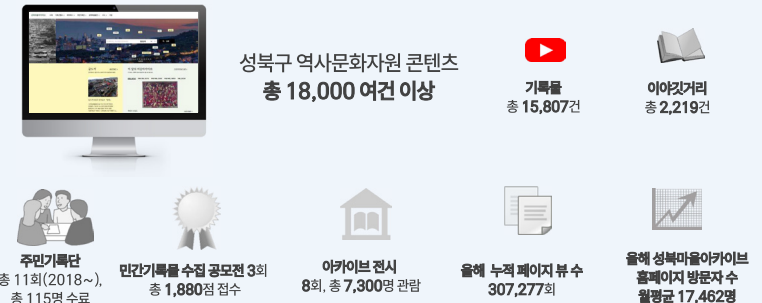 성북구 역사문화자원 콘텐츠
총 18,000 여건 이상
기록물
총 15,807건
이야깃거리
총 2,219건
주민기록단
총 11회(2018~),
총 115명 수료
민간기록물 수집 공모전 3회
총 1,880점 접수
아카이브 전시
8회, 총 7,300명 관람
올해 누적 페이지 뷰 수
307,277회
올해 성북마을아카이브
홈페이지 방문자 수
월평균 17,462명